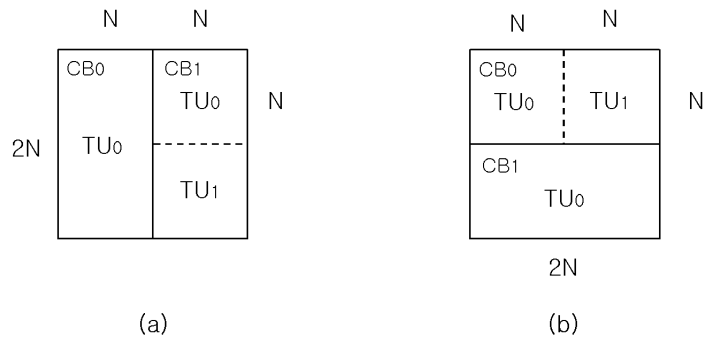 N N N N
CB0 CB1 CB0
TU0 N TU0 TU1 N
2N TU0
TU1 CB1
TU0
2N
(a) (b)